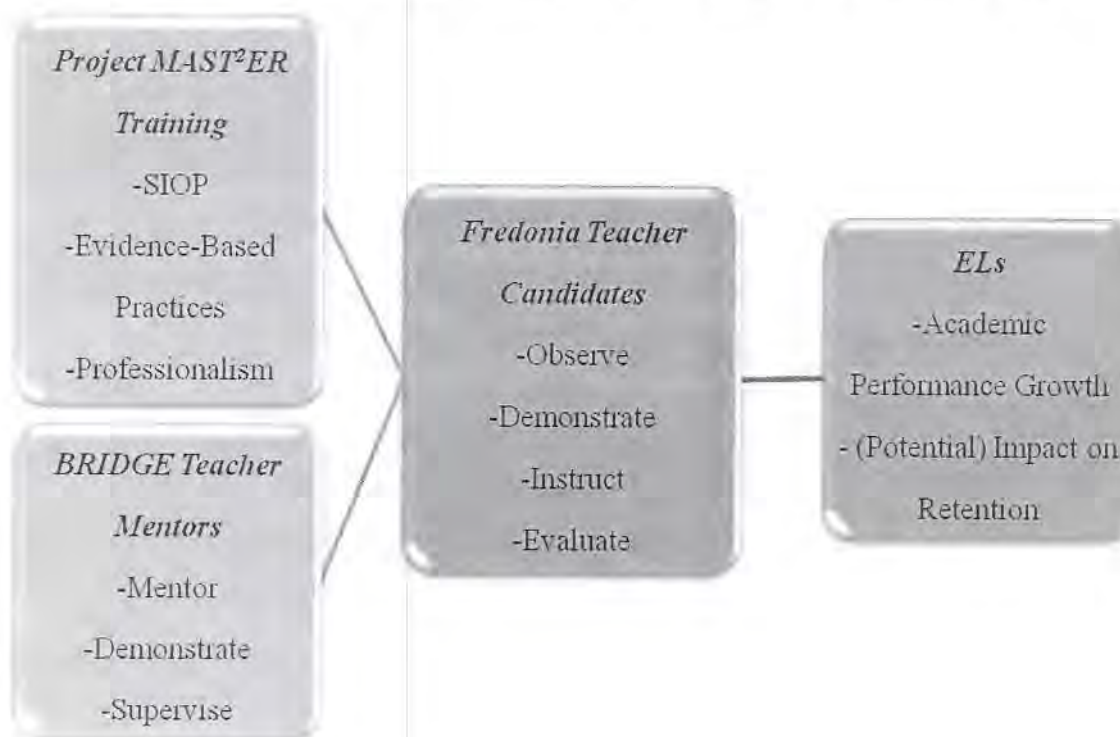 Project MAST²ER
Training
-SIOP
-Evidence-Based
Practices
-Professionalism
BRIDGE Teacher
Mentors
-Mentor
-Demonstrate
-Supervise
Fredonia Teacher
Candidates
-Observe
-Demonstrate
-Instruct
-Evaluate
ELs
-Academic
Performance Growth
- (Potential) Impact on
Retention